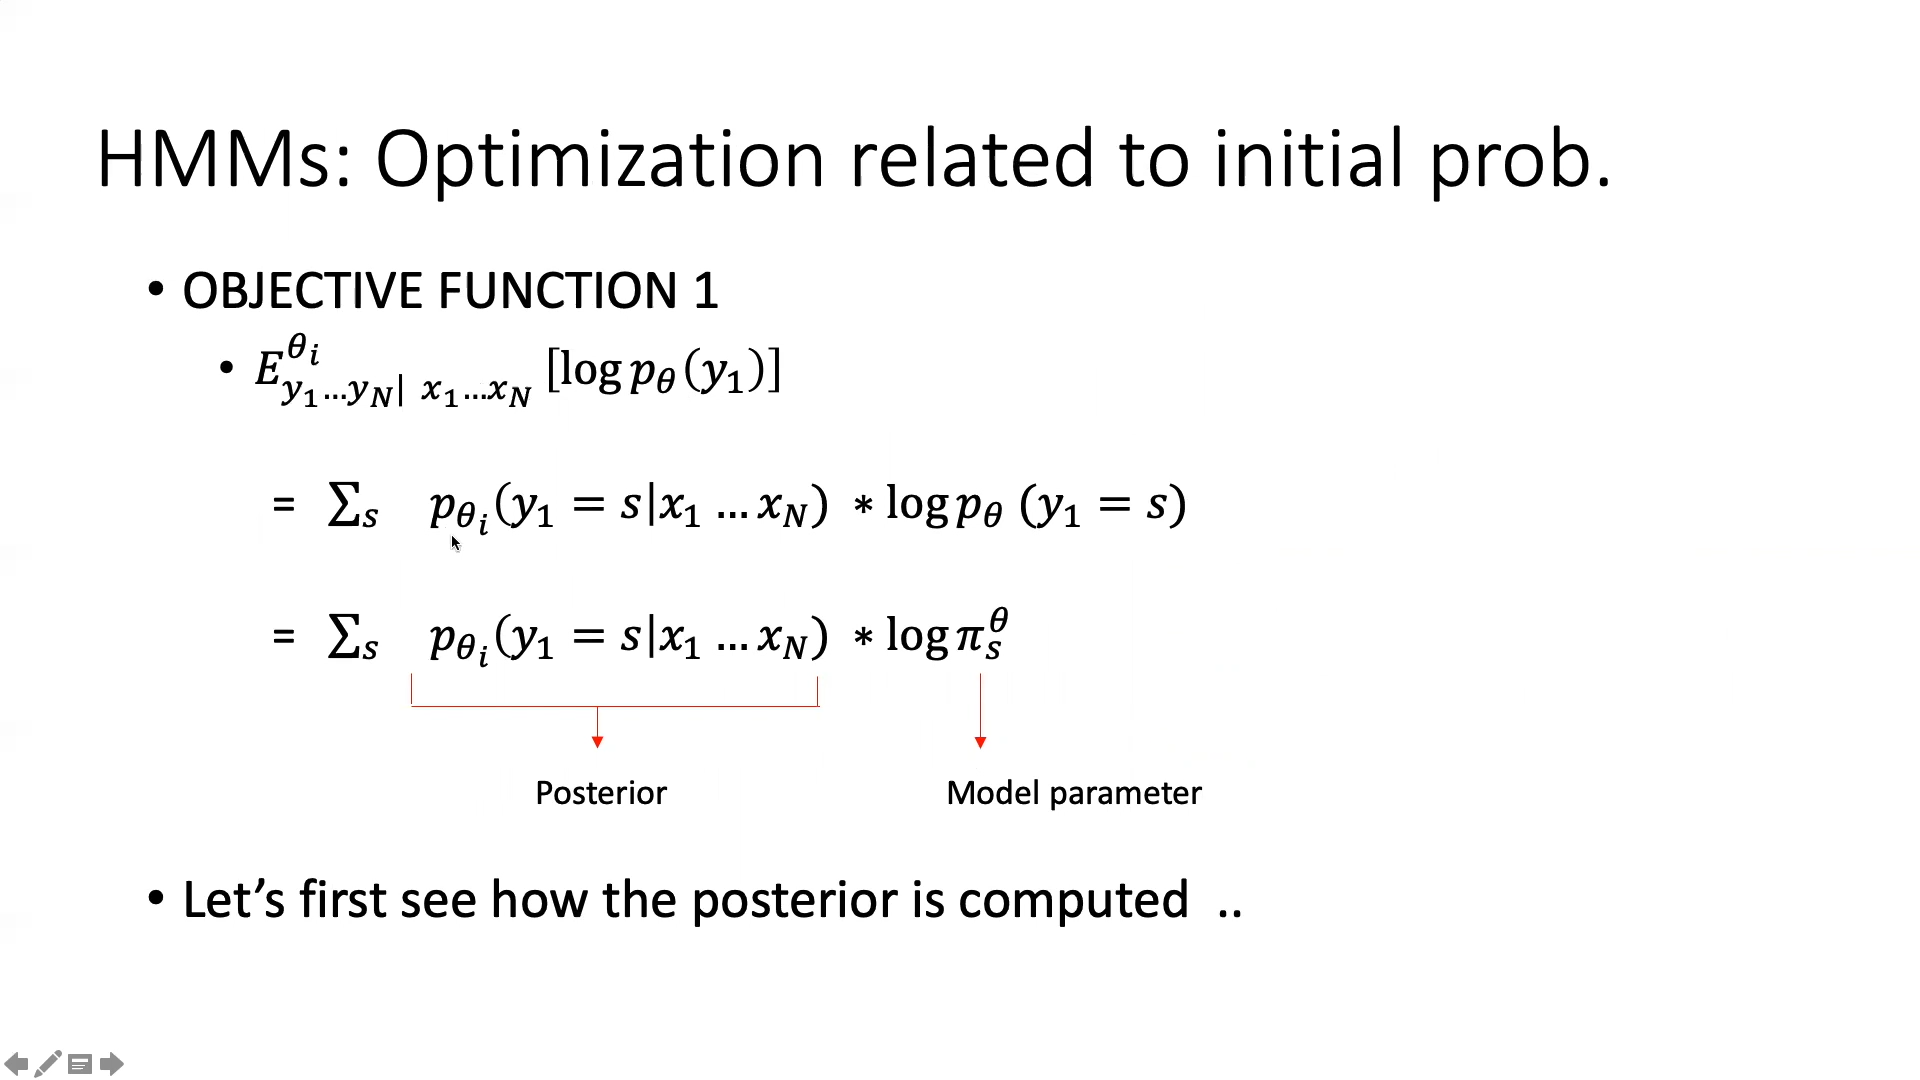 HMMs: Optimization related to initial prob.
• OBJECTIVE FUNCTION 1
• $E^{\theta_i}_{y_1 \ldots y_N | \ x_1 \ldots x_N} \ [\log p_\theta (y_1)]$
= $\sum_s \ p_{\theta_i}(y_1 = s | x_1 \ldots x_N) \ * \log p_\theta \ (y_1 = s)$
= $\sum_s \ p_{\theta_i}(y_1 = s | x_1 \ldots x_N) \ * \log \pi_s^\theta$
Posterior Model parameter
• Let’s first see how the posterior is computed ..